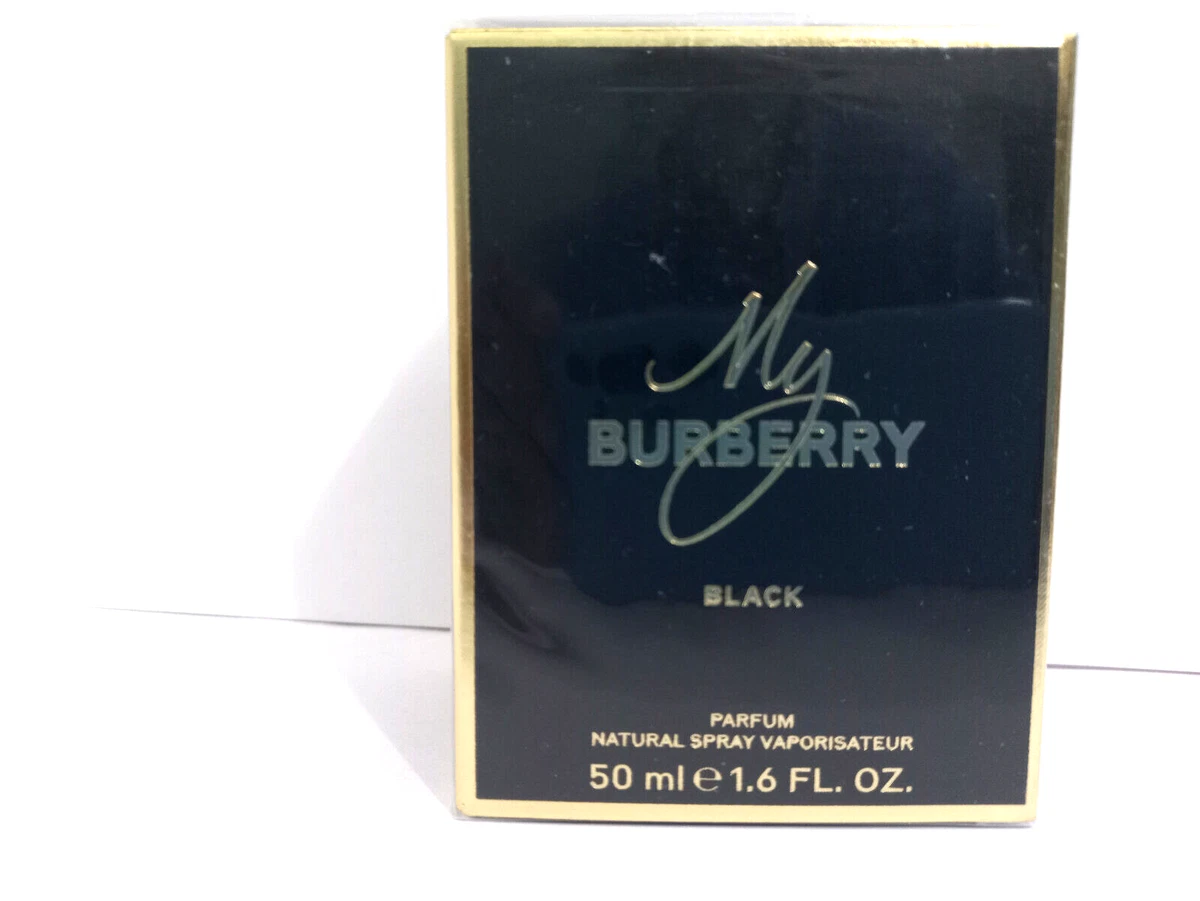 My
BURBERRY
BLACK
PARFUM
NATURAL SPRAY VAPORISATEUR
50 ml ℮ 1.6 FL. OZ.